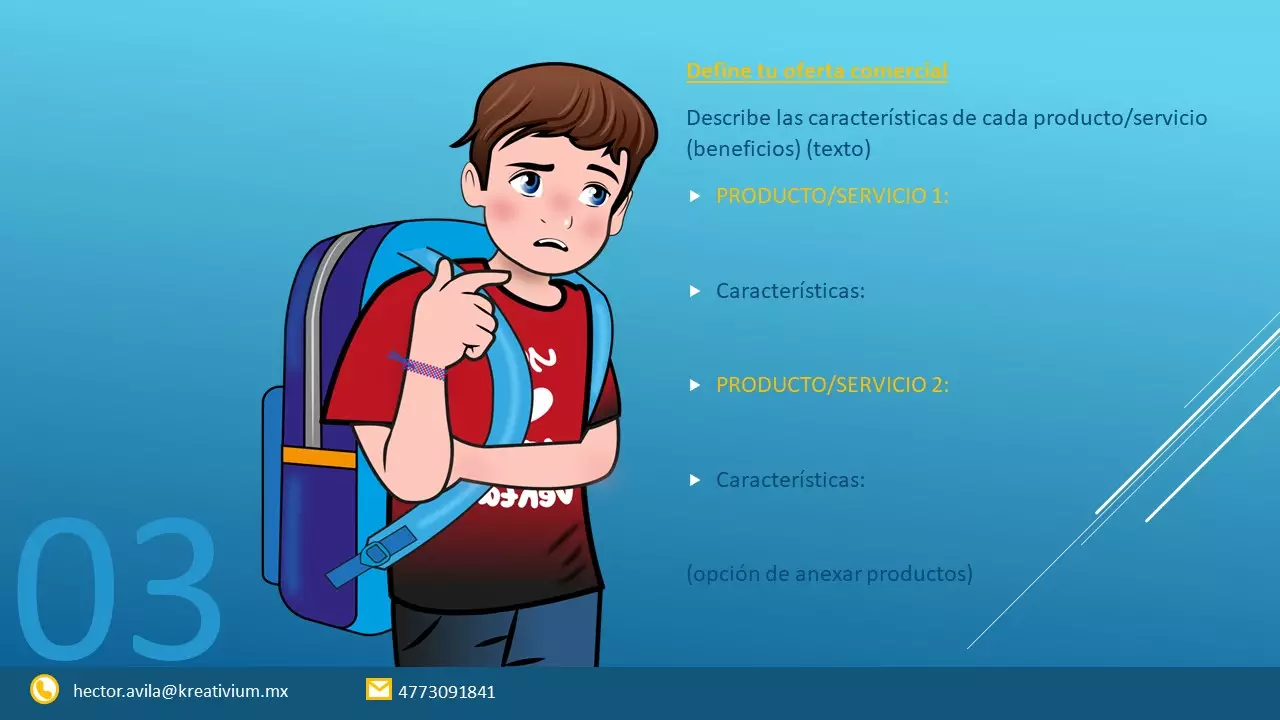 Define tu oferta comercial
Describe las características de cada producto/servicio
(beneficios) (texto)
PRODUCTO/SERVICIO 1:
Características:
PRODUCTO/SERVICIO 2:
Características:
(opción de anexar productos)
03
hector.avila@kreativium.mx
4773091841